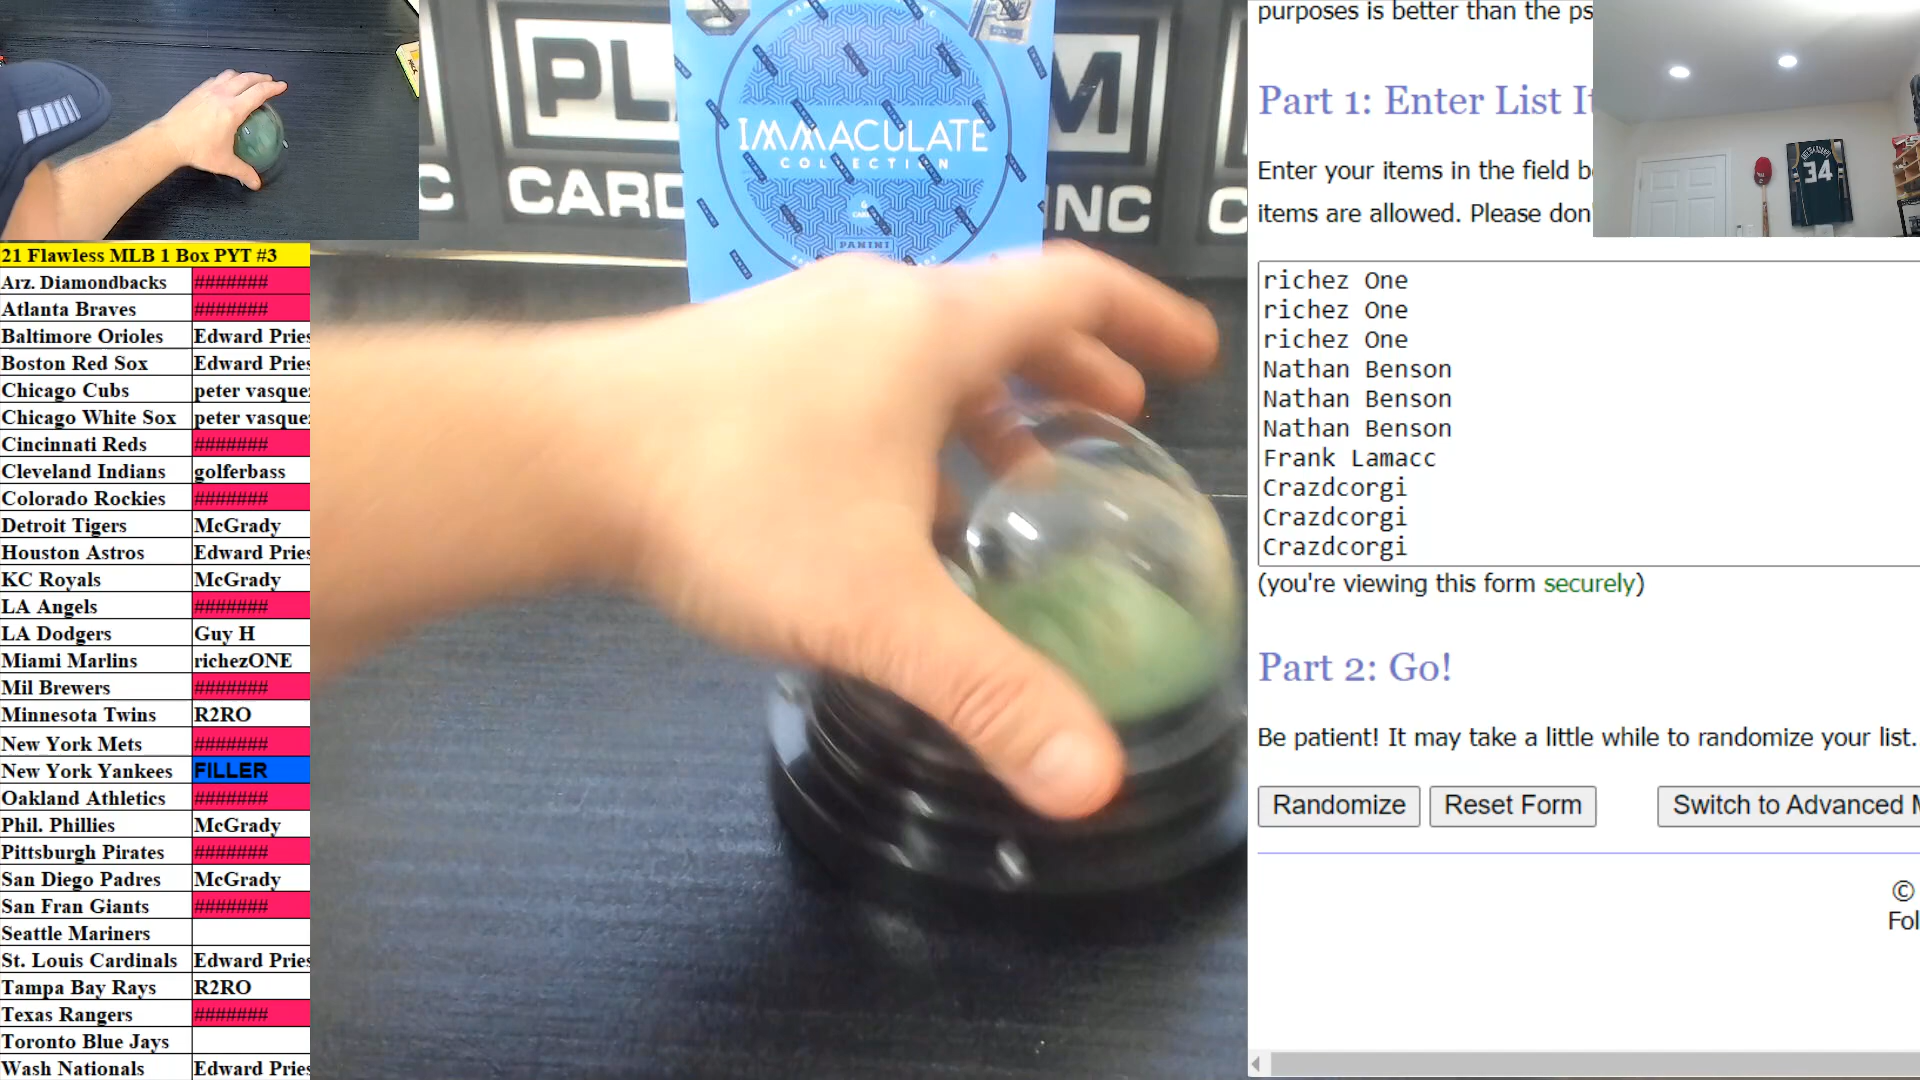 21 Flawless MLB 1 Box PYT #3
Arz. Diamondbacks #######
Atlanta Braves #######
Baltimore Orioles Edward Pries
Boston Red Sox Edward Pries
Chicago Cubs peter vasque
Chicago White Sox peter vasque
Cincinnati Reds #######
Cleveland Indians golferbass
Colorado Rockies #######
Detroit Tigers McGrady
Houston Astros Edward Pries
KC Royals McGrady
LA Angels #######
LA Dodgers Guy H
Miami Marlins richezONE
Mil Brewers #######
Minnesota Twins R2RO
New York Mets #######
New York Yankees FILLER
Oakland Athletics #######
Phil. Phillies McGrady
Pittsburgh Pirates #######
San Diego Padres McGrady
San Fran Giants #######
Seattle Mariners
St. Louis Cardinals Edward Pries
Tampa Bay Rays R2RO
Texas Rangers #######
Toronto Blue Jays
Wash Nationals Edward Pries
PL M
C CARD INC C
IMMACULATE
COLLECTION
6
CARDS
PANINI
purposes is better than the ps
Part 1: Enter List It
Enter your items in the field b
items are allowed. Please don'
richez One
richez One
richez One
Nathan Benson
Nathan Benson
Nathan Benson
Frank Lamacc
Crazdcorgi
Crazdcorgi
Crazdcorgi
(you're viewing this form securely)
Part 2: Go!
Be patient! It may take a little while to randomize your list.
Randomize Reset Form Switch to Advanced M
©
Fol
34